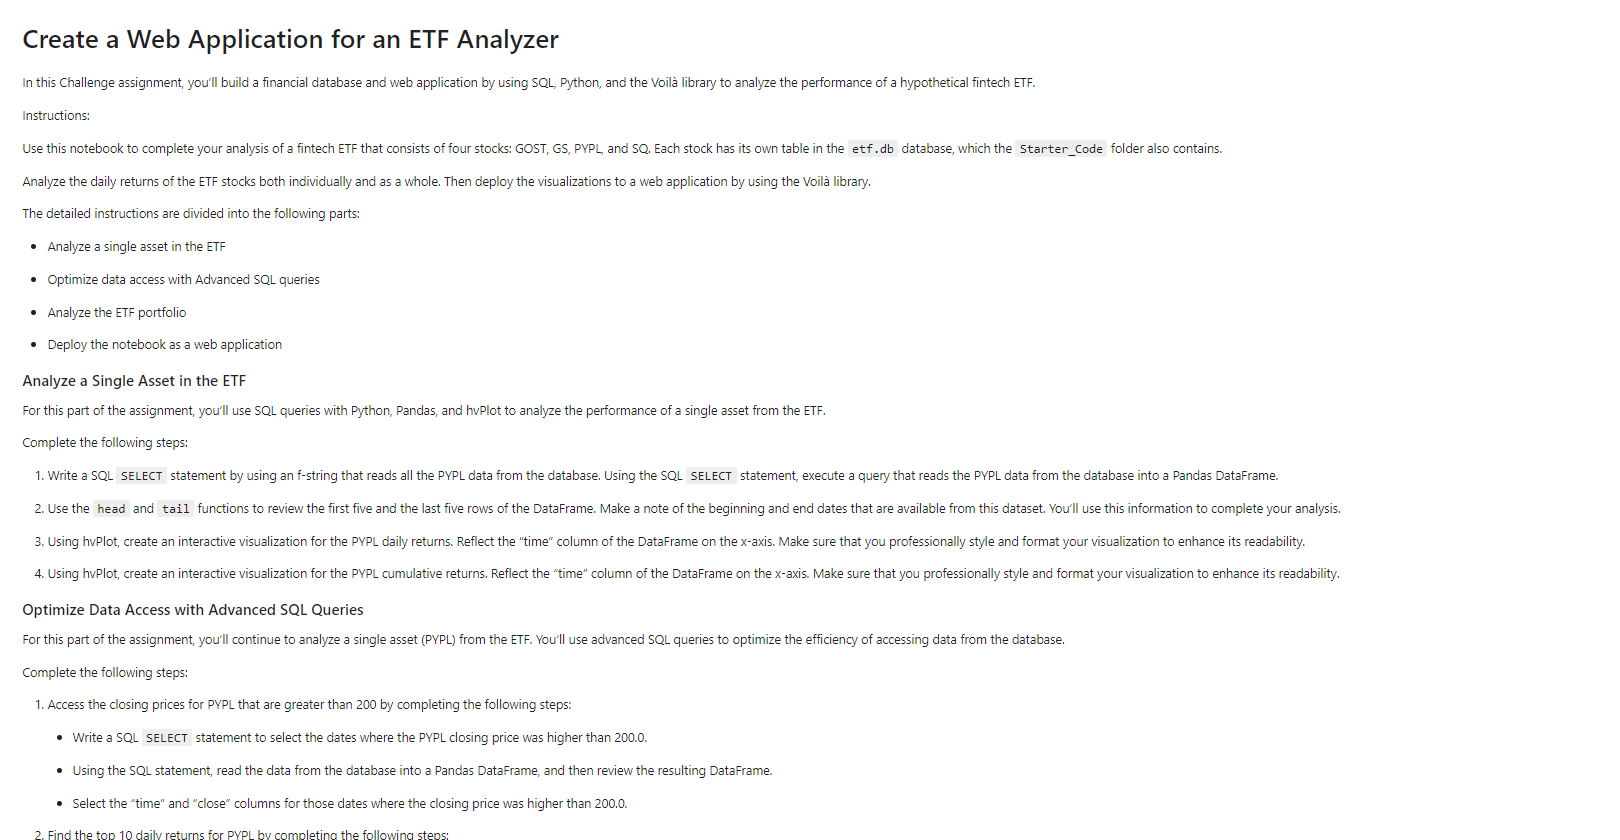 Create a Web Application for an ETF Analyzer
In this Challenge assignment, you'll build a financial database and web application by using SQL, Python, and the Voilà library to analyze the performance of a hypothetical fintech ETF.
Instructions:
Use this notebook to complete your analysis of a fintech ETF that consists of four stocks: GOST, GS, PYPL, and SQ. Each stock has its own table in the etf.db database, which the Starter_Code folder also contains.
Analyze the daily returns of the ETF stocks both individually and as a whole. Then deploy the visualizations to a web application by using the Voilà library.
The detailed instructions are divided into the following parts:
• Analyze a single asset in the ETF
• Optimize data access with Advanced SQL queries
• Analyze the ETF portfolio
• Deploy the notebook as a web application
Analyze a Single Asset in the ETF
For this part of the assignment, you'll use SQL queries with Python, Pandas, and hvPlot to analyze the performance of a single asset from the ETF.
Complete the following steps:
1. Write a SQL SELECT statement by using an f-string that reads all the PYPL data from the database. Using the SQL SELECT statement, execute a query that reads the PYPL data from the database into a Pandas DataFrame.
2. Use the head and tail functions to review the first five and the last five rows of the DataFrame. Make a note of the beginning and end dates that are available from this dataset. You'll use this information to complete your analysis.
3. Using hvPlot, create an interactive visualization for the PYPL daily returns. Reflect the "time" column of the DataFrame on the x-axis. Make sure that you professionally style and format your visualization to enhance its readability.
4. Using hvPlot, create an interactive visualization for the PYPL cumulative returns. Reflect the "time" column of the DataFrame on the x-axis. Make sure that you professionally style and format your visualization to enhance its readability.
Optimize Data Access with Advanced SQL Queries
For this part of the assignment, you'll continue to analyze a single asset (PYPL) from the ETF. You'll use advanced SQL queries to optimize the efficiency of accessing data from the database.
Complete the following steps:
1. Access the closing prices for PYPL that are greater than 200 by completing the following steps:
• Write a SQL SELECT statement to select the dates where the PYPL closing price was higher than 200.0.
• Using the SQL statement, read the data from the database into a Pandas DataFrame, and then review the resulting DataFrame.
• Select the "time" and "close" columns for those dates where the closing price was higher than 200.0.
2. Find the top 10 daily returns for PYPL by completing the following steps: